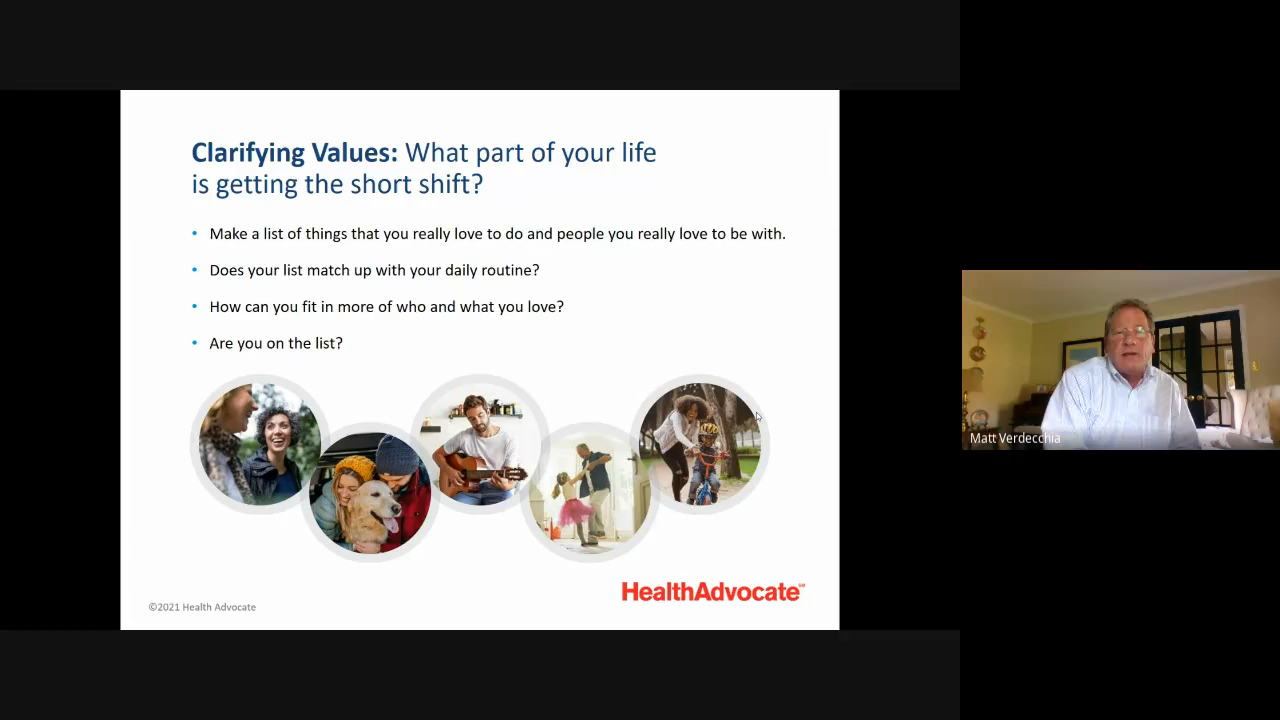 Clarifying Values: What part of your life
is getting the short shift?
• Make a list of things that you really love to do and people you really love to be with.
• Does your list match up with your daily routine?
• How can you fit in more of who and what you love?
• Are you on the list?
HealthAdvocate℠
©2021 Health Advocate
Matt Verdecchia